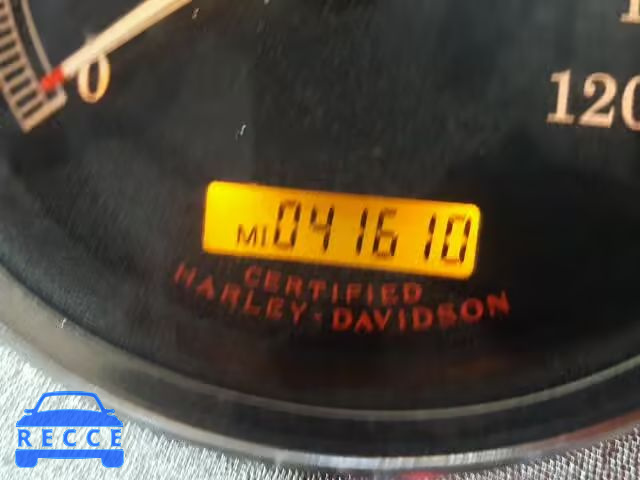 0
120
MI 041610
CERTIFIED
HARLEY-DAVIDSON
RECCE